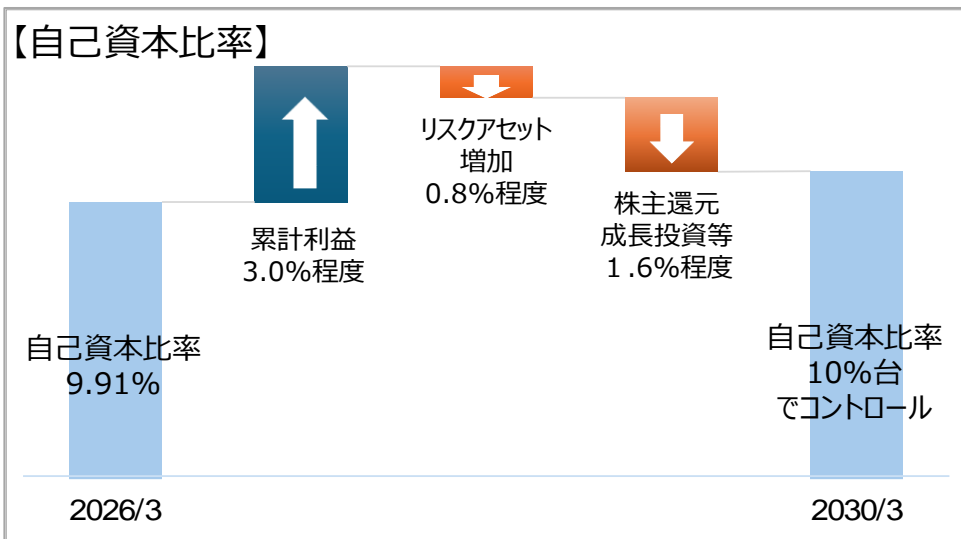 【自己資本比率】
リスクアセット
増加
0.8%程度
株主還元
成長投資等
１.6%程度
累計利益
3.0%程度
自己資本比率
9.91%
自己資本比率
10%台
でコントロール
2026/3
2030/3